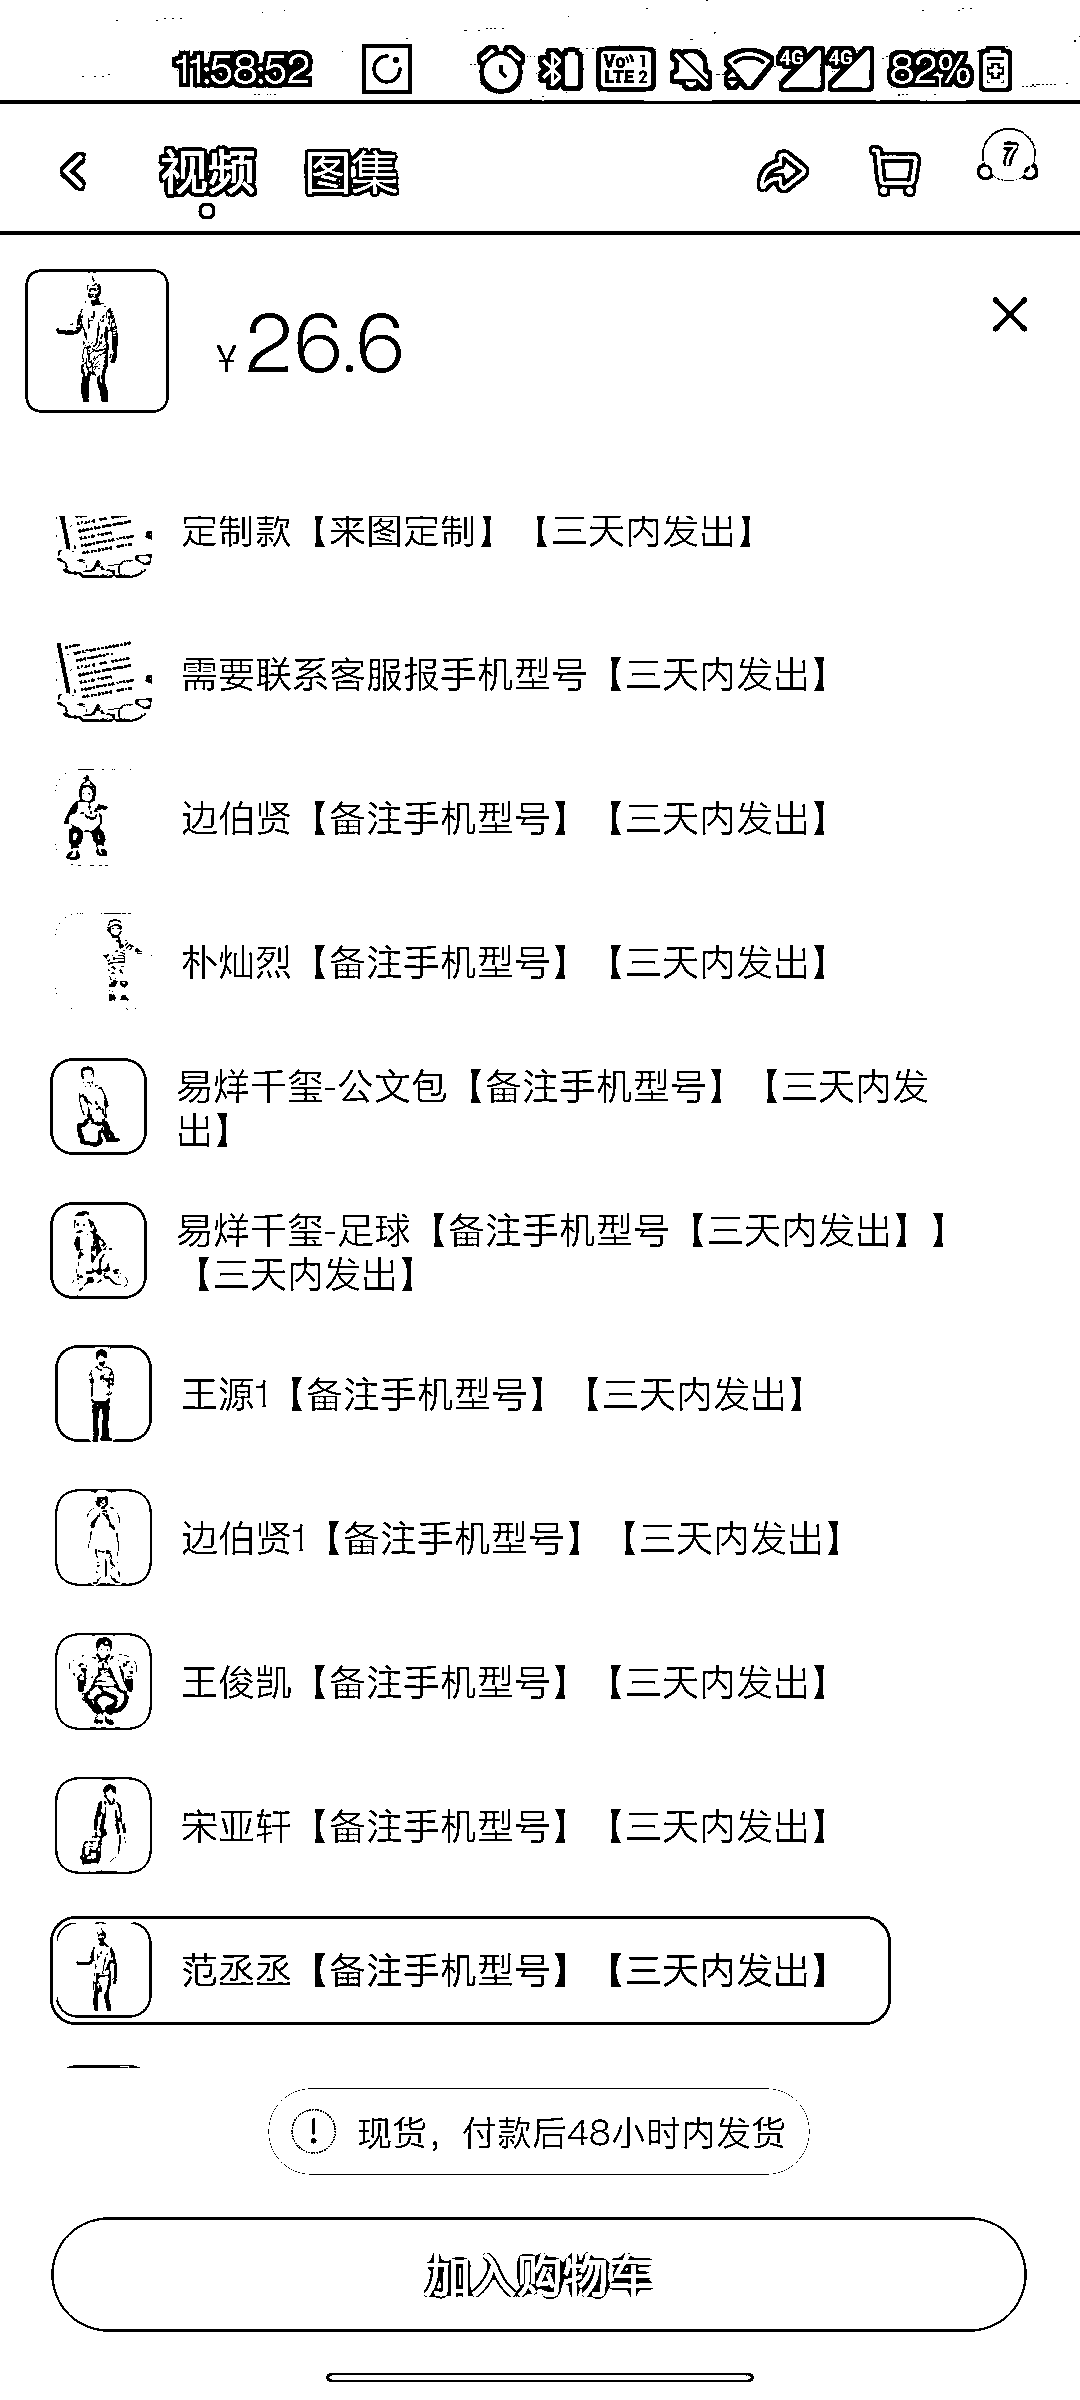 11:58:52
Vo 1
LTE 2
4G
4G
82%
视频 图集
7
¥26.6
定制款【来图定制】【三天内发出】
需要联系客服报手机型号【三天内发出】
边伯贤【备注手机型号】【三天内发出】
朴灿烈【备注手机型号】【三天内发出】
易烊千玺-公文包【备注手机型号】【三天内发
出】
易烊千玺-足球【备注手机型号【三天内发出】】
【三天内发出】
王源1【备注手机型号】【三天内发出】
边伯贤1【备注手机型号】【三天内发出】
王俊凯【备注手机型号】【三天内发出】
宋亚轩【备注手机型号】【三天内发出】
范丞丞【备注手机型号】【三天内发出】
现货，付款后48小时内发货
加入购物车